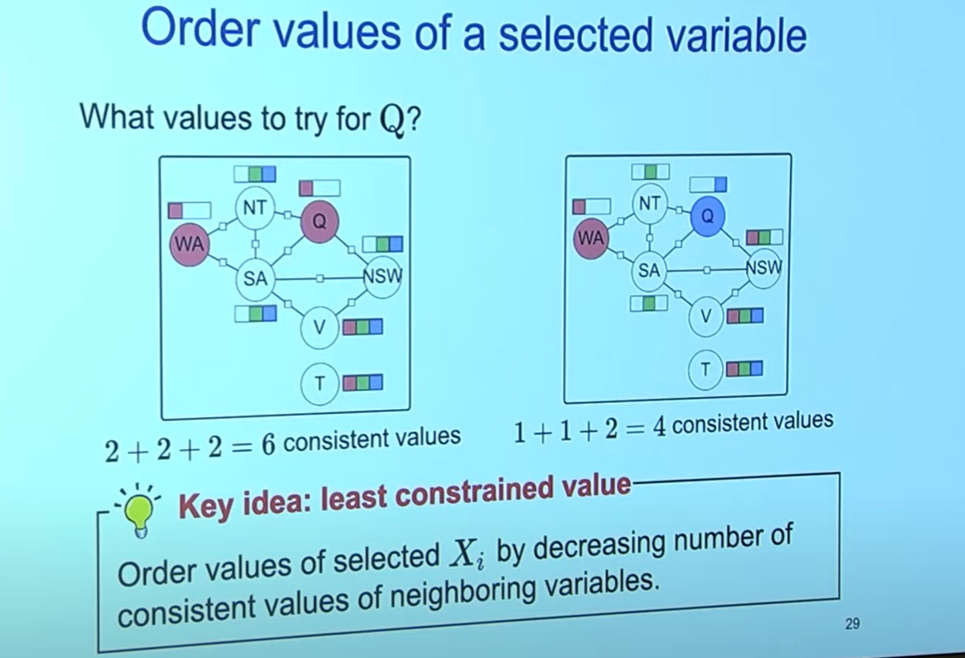 Order values of a selected variable
What values to try for Q?
NT
Q
WA
SA
NSW
V
T
NT
Q
WA
SA
NSW
V
T
2 + 2 + 2 = 6 consistent values
1 + 1 + 2 = 4 consistent values
Key idea: least constrained value
Order values of selected Xᵢ by decreasing number of
consistent values of neighboring variables.
29